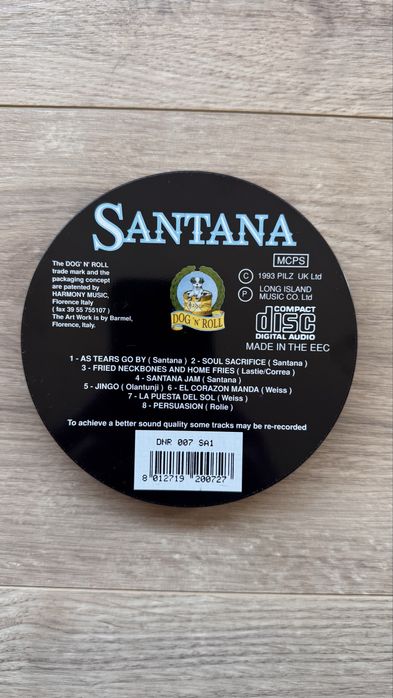 SANTANA
The DOG' N' ROLL
trade mark and the
packaging concept
are patented by
HARMONY MUSIC,
Florence Italy
( fax 39 55 755107 )
The Art Work is by Barmel,
Florence, Italy.
DOG 'N' ROLL
MCPS
C 1993 PILZ UK Ltd
P LONG ISLAND
MUSIC CO. Ltd
COMPACT
disc
DIGITAL AUDIO
MADE IN THE EEC
1 - AS TEARS GO BY ( Santana ) 2 - SOUL SACRIFICE ( Santana )
3 - FRIED NECKBONES AND HOME FRIES ( Lastie/Correa )
4 - SANTANA JAM ( Santana )
5 - JINGO ( Olantunji ) 6 - EL CORAZON MANDA ( Weiss )
7 - LA PUESTA DEL SOL ( Weiss )
8 - PERSUASION ( Rolie )
To achieve a better sound quality some tracks may be re-recorded
DNR 007 SA1
8 012719 200727